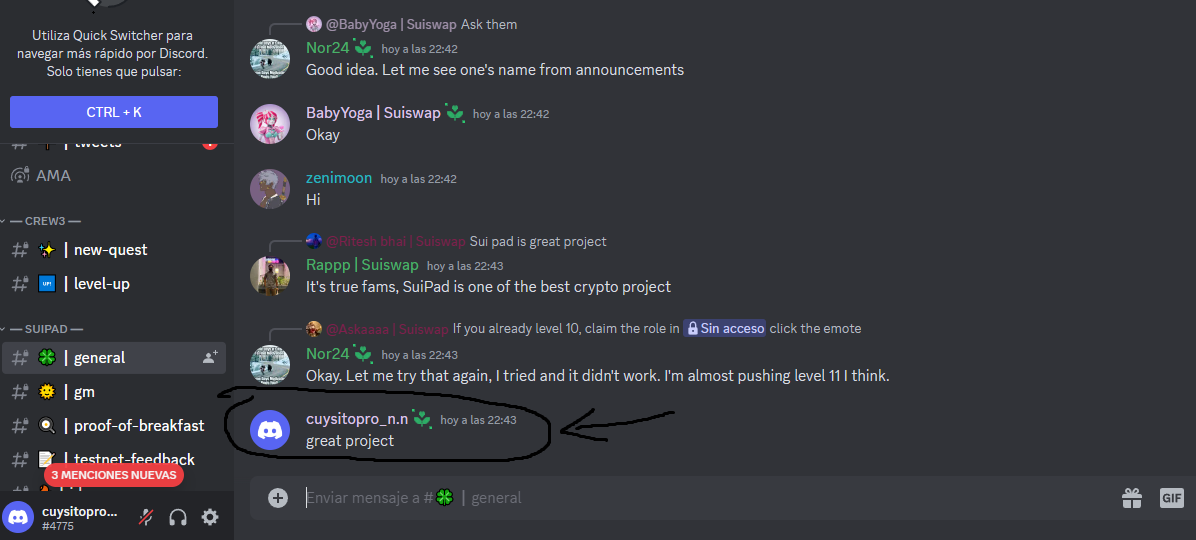 Utiliza Quick Switcher para
navegar más rápido por Discord.
Solo tienes que pulsar:
CTRL + K
tweets
AMA
— CREW3 —
| new-quest
UP! | level-up
— SUIPAD —
| general
| gm
| proof-of-breakfast
| testnet-feedback
3 MENCIONES NUEVAS
cuysitopro...
#4775
@BabyYoga | Suiswap Ask them
Nor24 hoy a las 22:42
Good idea. Let me see one's name from announcements
BabyYoga | Suiswap hoy a las 22:42
Okay
zenimoon hoy a las 22:42
Hi
@Ritesh bhai | Suiswap Sui pad is great project
Rappp | Suiswap hoy a las 22:43
It's true fams, SuiPad is one of the best crypto project
@Askaaaa | Suiswap If you already level 10, claim the role in Sin acceso click the emote
Nor24 hoy a las 22:43
Okay. Let me try that again, I tried and it didn't work. I'm almost pushing level 11 I think.
cuysitopro_n.n hoy a las 22:43
great project
Enviar mensaje a # | general
GIF